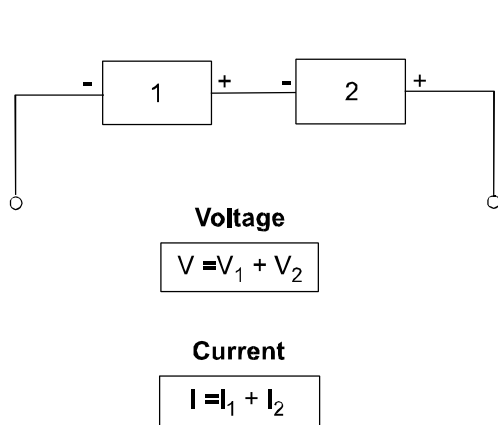 - 1 + - 2 +
Voltage
V =V₁ + V₂
Current
I =I₁ + I₂